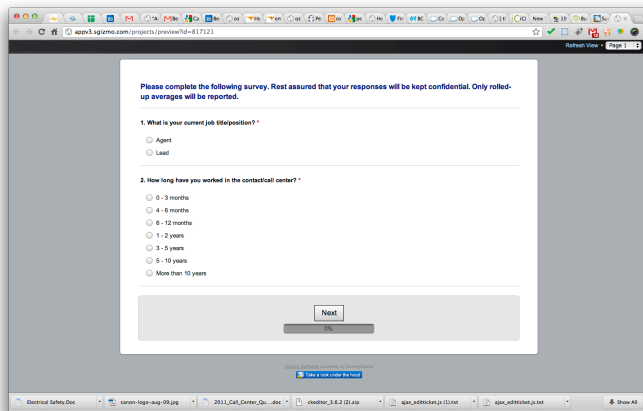 appv3.sgizmo.com/projects/preview?id=817121
Refresh View • Page 1
Please complete the following survey. Rest assured that your responses will be kept confidential. Only rolled-
up averages will be reported.
1. What is your current job title/position? *
Agent
Lead
2. How long have you worked in the contact/call center? *
0 - 3 months
4 - 6 months
6 - 12 months
1 - 2 years
3 - 5 years
5 - 10 years
More than 10 years
Next
0%
Take a look under the hood
Electrical Safety.Doc
canon-logo-aug-09.jpg
2011_Call_Center_Qu....doc
ckeditor_3.6.2 (2).zip
ajax_editticket.js (1).txt
ajax_editticket.js.txt
Show All